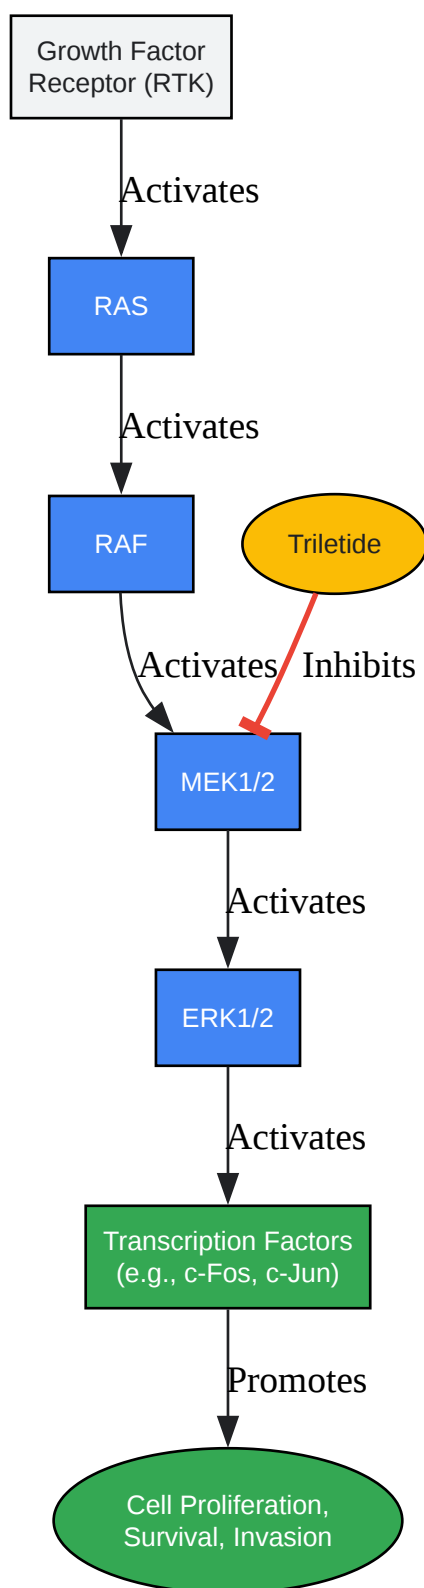 Growth Factor
Receptor (RTK)
Activates
RAS
Activates
RAF
Triletide
Activates
Inhibits
MEK1/2
Activates
ERK1/2
Activates
Transcription Factors
(e.g., c-Fos, c-Jun)
Promotes
Cell Proliferation,
Survival, Invasion